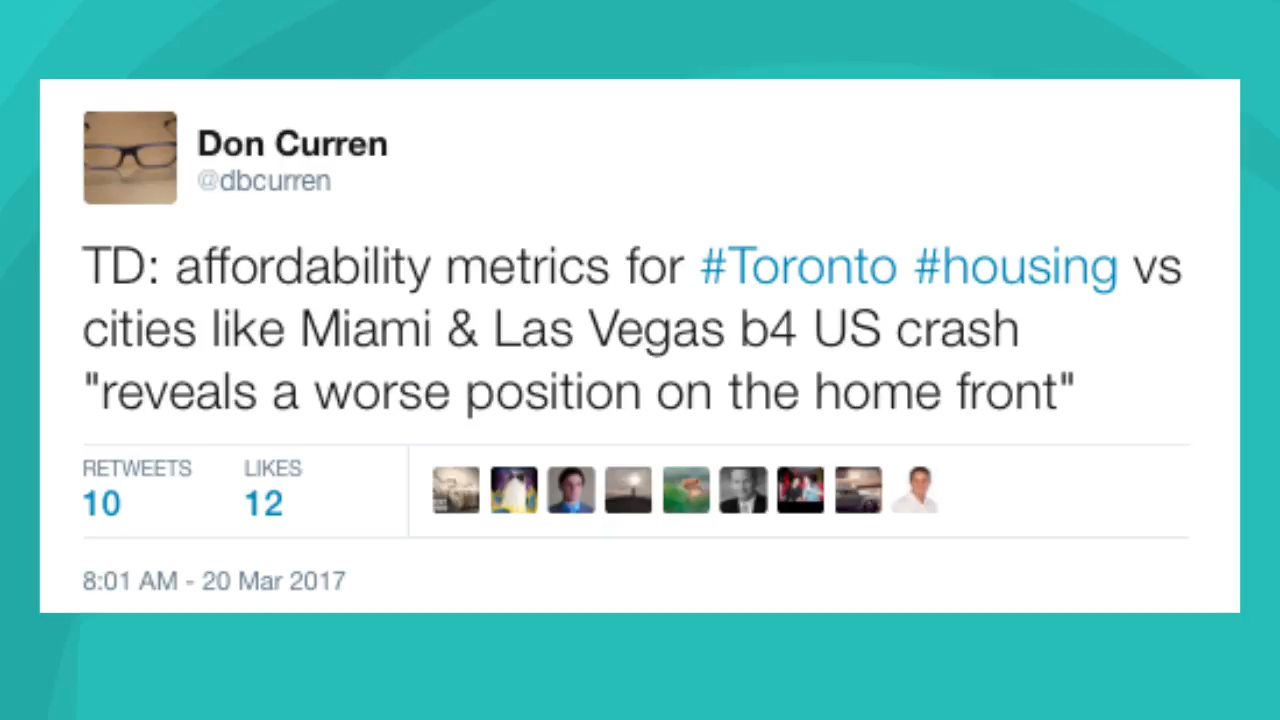 Don Curren
@dbcurren
TD: affordability metrics for #Toronto #housing vs
cities like Miami & Las Vegas b4 US crash
"reveals a worse position on the home front"
RETWEETS LIKES
10 12
8:01 AM - 20 Mar 2017